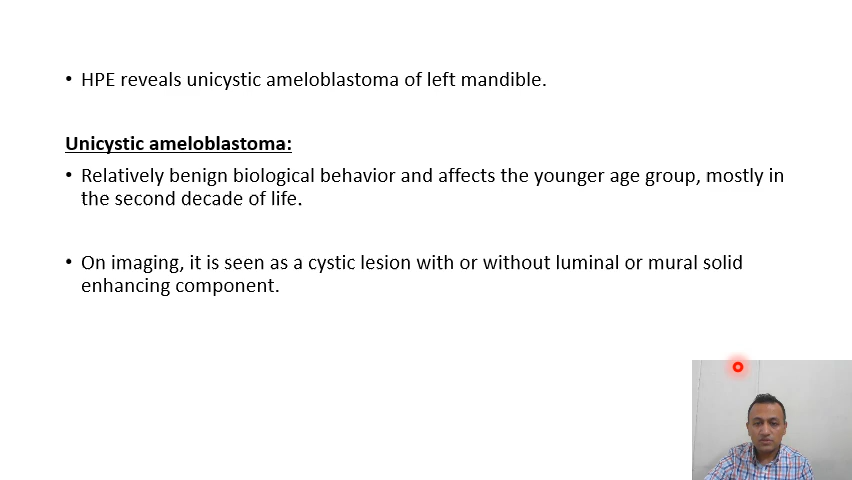 • HPE reveals unicystic ameloblastoma of left mandible.
Unicystic ameloblastoma:
• Relatively benign biological behavior and affects the younger age group, mostly in
the second decade of life.
• On imaging, it is seen as a cystic lesion with or without luminal or mural solid
enhancing component.